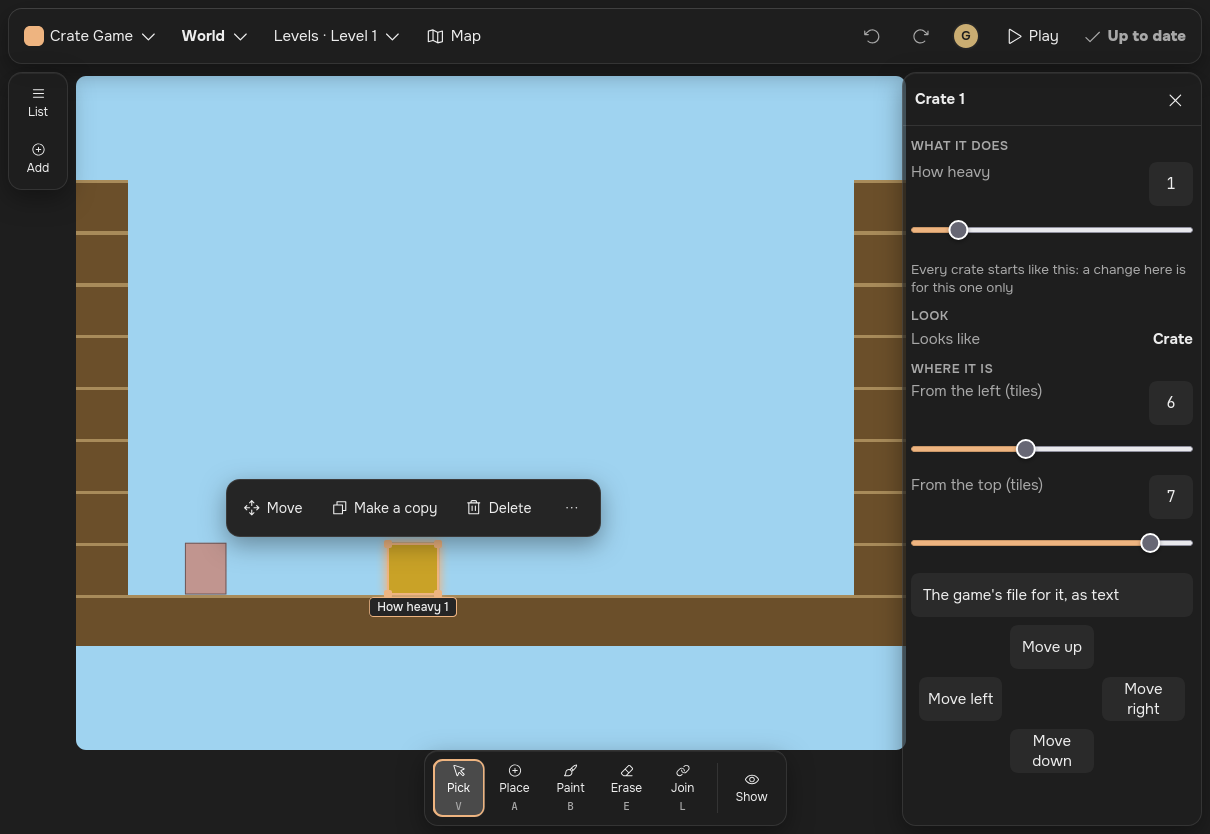 Crate Game
World
Levels · Level 1
Map
G
Play
Up to date
List
Add
Crate 1
WHAT IT DOES
How heavy
1
Every crate starts like this: a change here is
for this one only
LOOK
Looks like
Crate
WHERE IT IS
From the left (tiles)
6
From the top (tiles)
7
The game's file for it, as text
Move up
Move left
Move
right
Move
down
Move
Make a copy
Delete
···
How heavy 1
Pick
V
Place
A
Paint
B
Erase
E
Join
L
Show